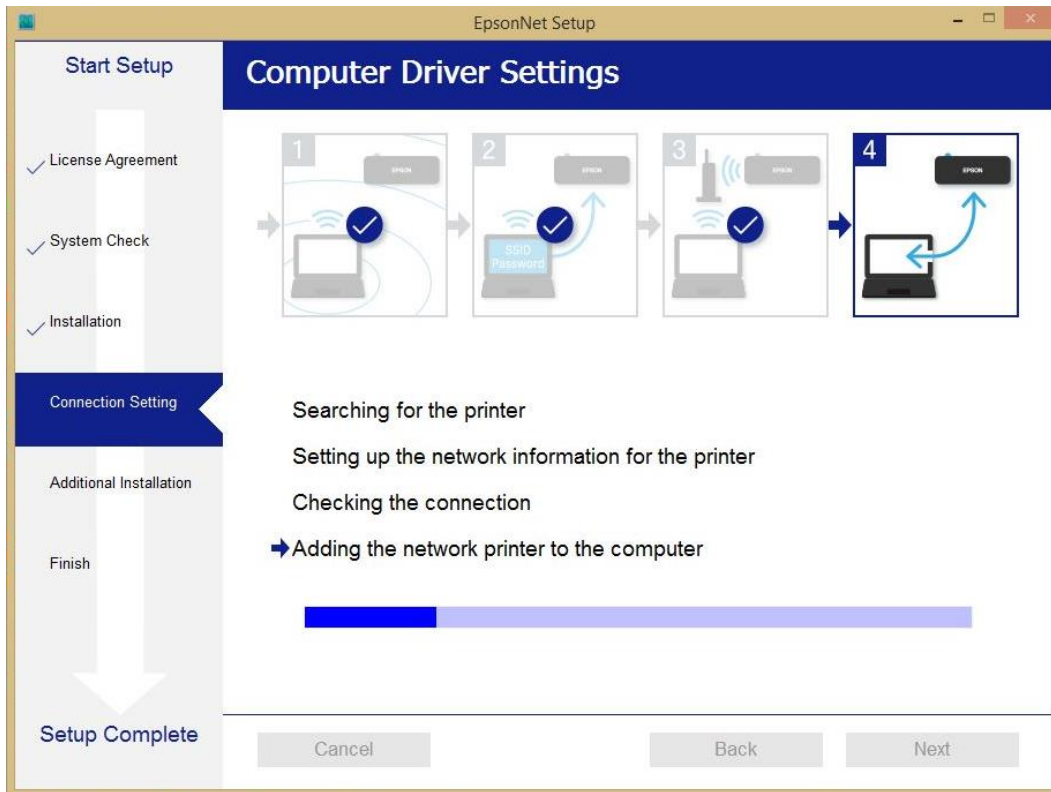 EpsonNet Setup
Start Setup
License Agreement
System Check
Installation
Connection Setting
Additional Installation
Finish
Setup Complete
Computer Driver Settings
1
EPSON
2
EPSON
SSID
Password
3
EPSON
4
EPSON
Searching for the printer
Setting up the network information for the printer
Checking the connection
Adding the network printer to the computer
Cancel
Back
Next